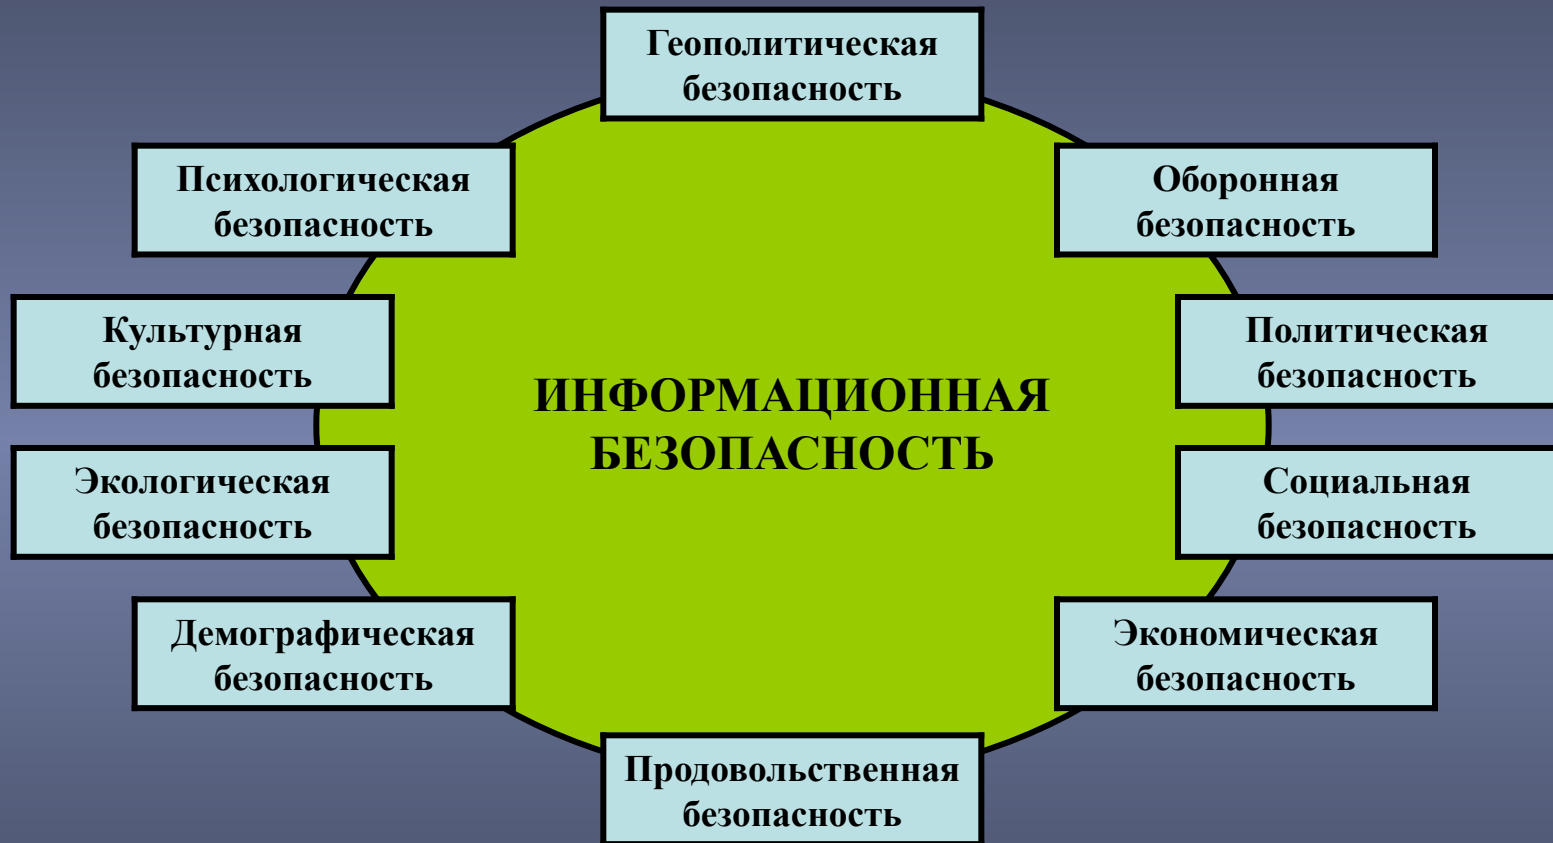 Геополитическая
безопасность
Психологическая
безопасность
Оборонная
безопасность
Культурная
безопасность
Политическая
безопасность
ИНФОРМАЦИОННАЯ
БЕЗОПАСНОСТЬ
Экологическая
безопасность
Социальная
безопасность
Демографическая
безопасность
Экономическая
безопасность
Продовольственная
безопасность